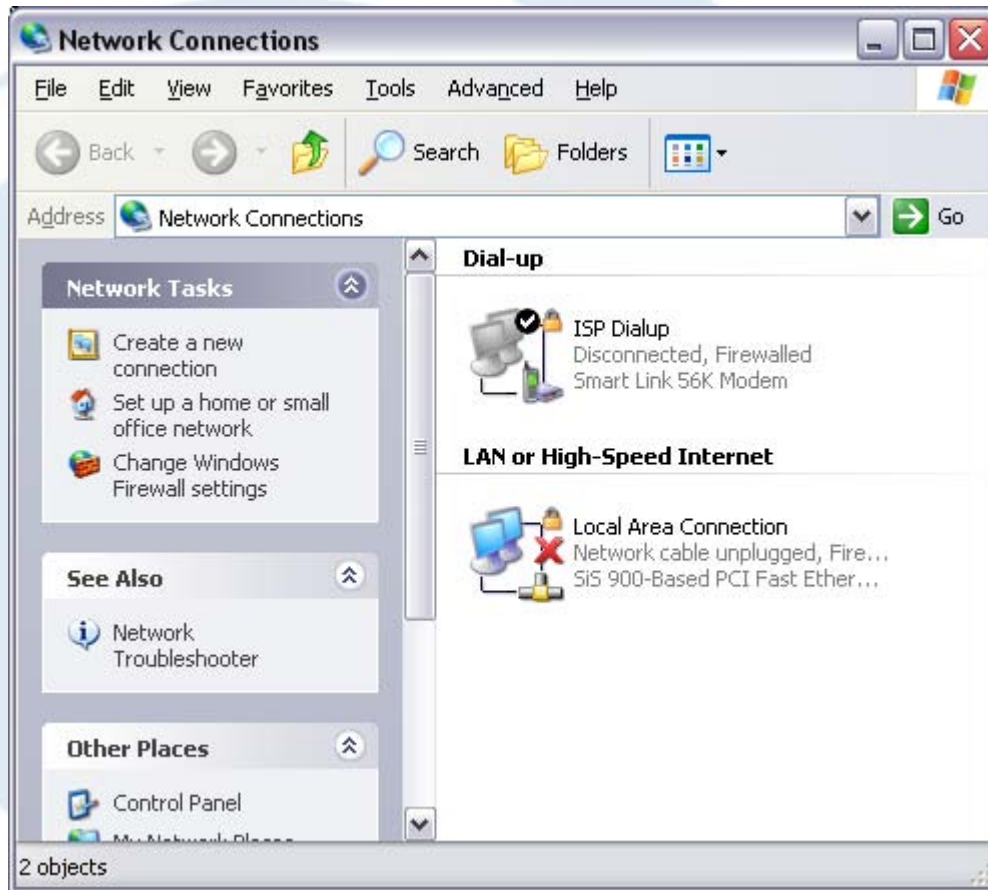 Network Connections
File Edit View Favorites Tools Advanced Help
Back Search Folders
Address Network Connections Go
Network Tasks
Create a new
connection
Set up a home or small
office network
Change Windows
Firewall settings
See Also
Network
Troubleshooter
Other Places
Control Panel
My Network Places
Dial-up
ISP Dialup
Disconnected, Firewalled
Smart Link 56K Modem
LAN or High-Speed Internet
Local Area Connection
Network cable unplugged, Fire...
SiS 900-Based PCI Fast Ether...
2 objects